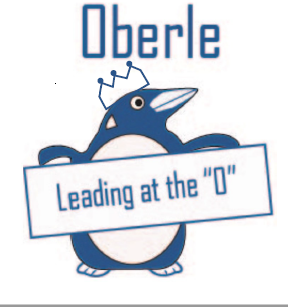 Oberle
Leading at the "O"